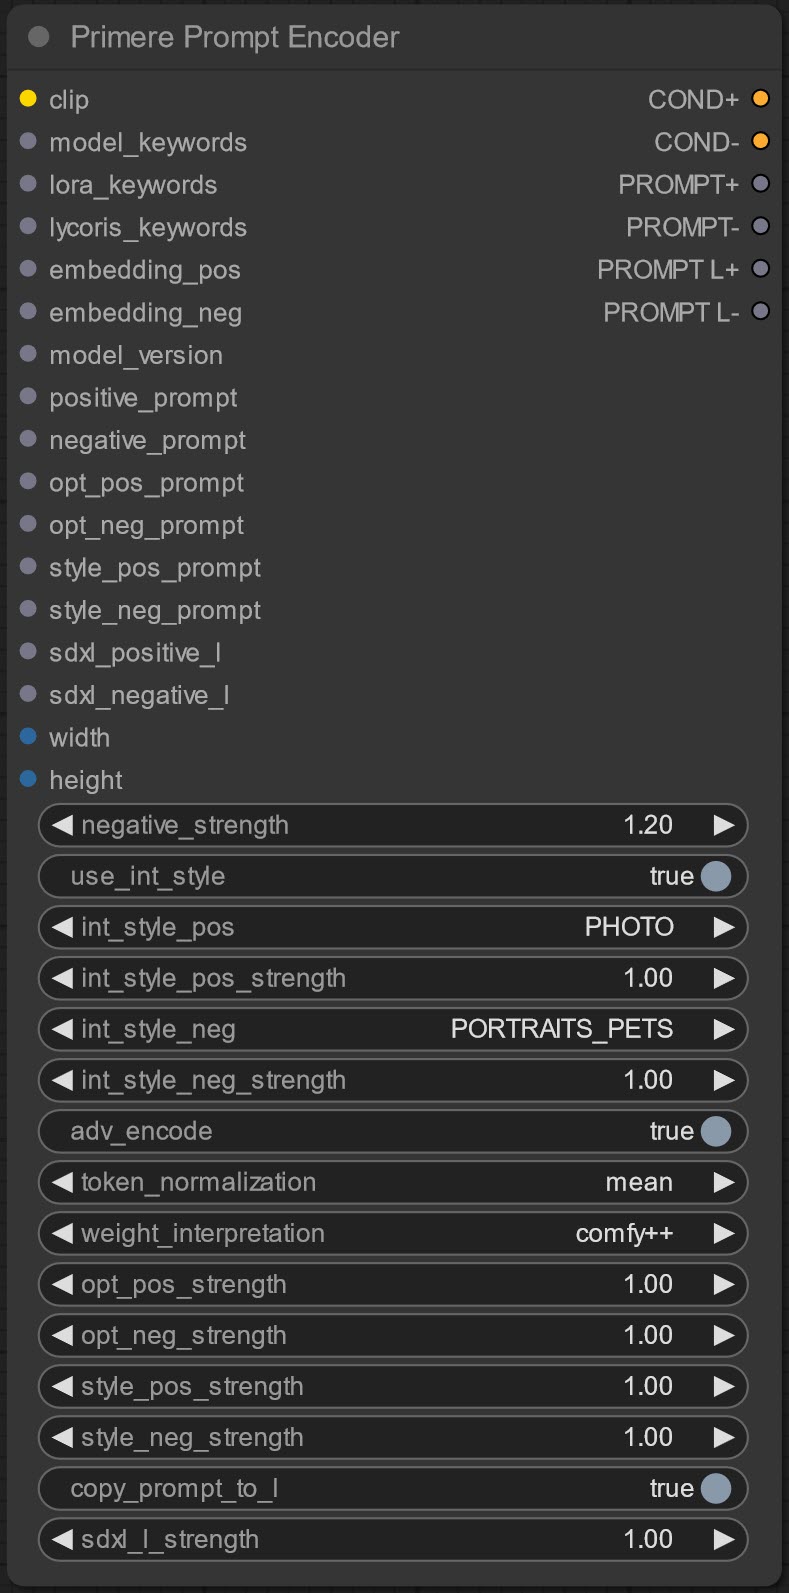 Primere Prompt Encoder
clip COND+
model_keywords COND-
lora_keywords PROMPT+
lycoris_keywords PROMPT-
embedding_pos PROMPT L+
embedding_neg PROMPT L-
model_version
positive_prompt
negative_prompt
opt_pos_prompt
opt_neg_prompt
style_pos_prompt
style_neg_prompt
sdxl_positive_l
sdxl_negative_l
width
height
negative_strength 1.20
use_int_style true
int_style_pos PHOTO
int_style_pos_strength 1.00
int_style_neg PORTRAITS_PETS
int_style_neg_strength 1.00
adv_encode true
token_normalization mean
weight_interpretation comfy++
opt_pos_strength 1.00
opt_neg_strength 1.00
style_pos_strength 1.00
style_neg_strength 1.00
copy_prompt_to_l true
sdxl_l_strength 1.00